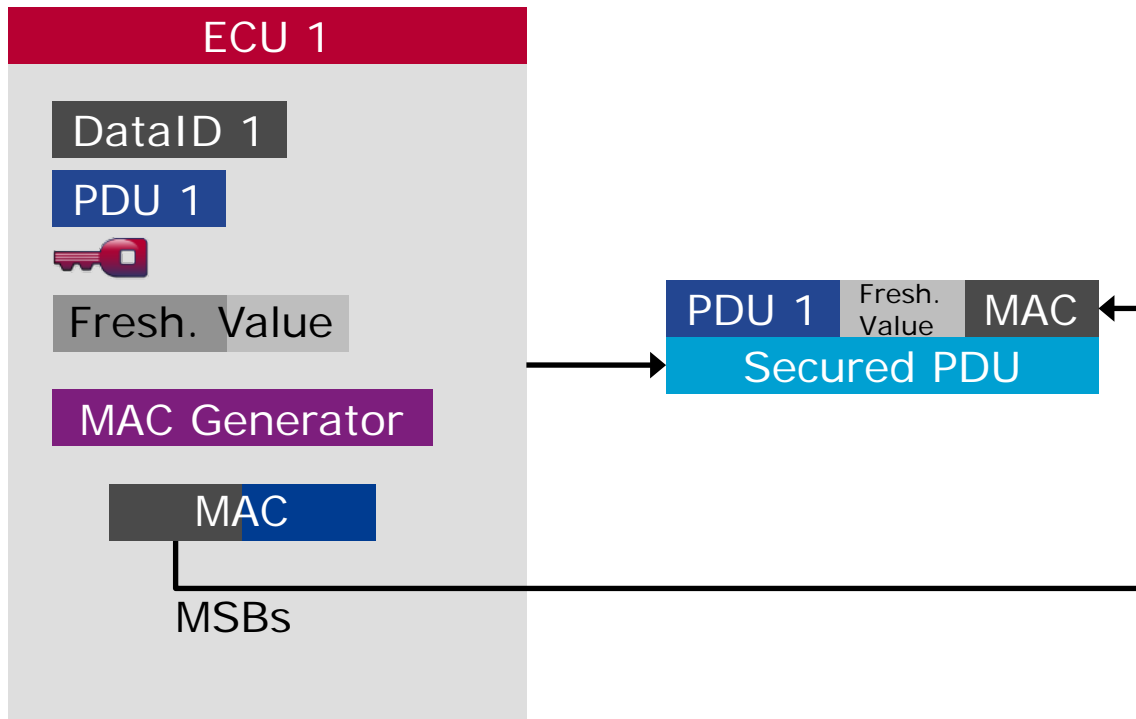 ECU 1
DataID 1
PDU 1
Fresh. Value
MAC Generator
MAC
MSBs
PDU 1
Fresh.
Value
MAC
Secured PDU